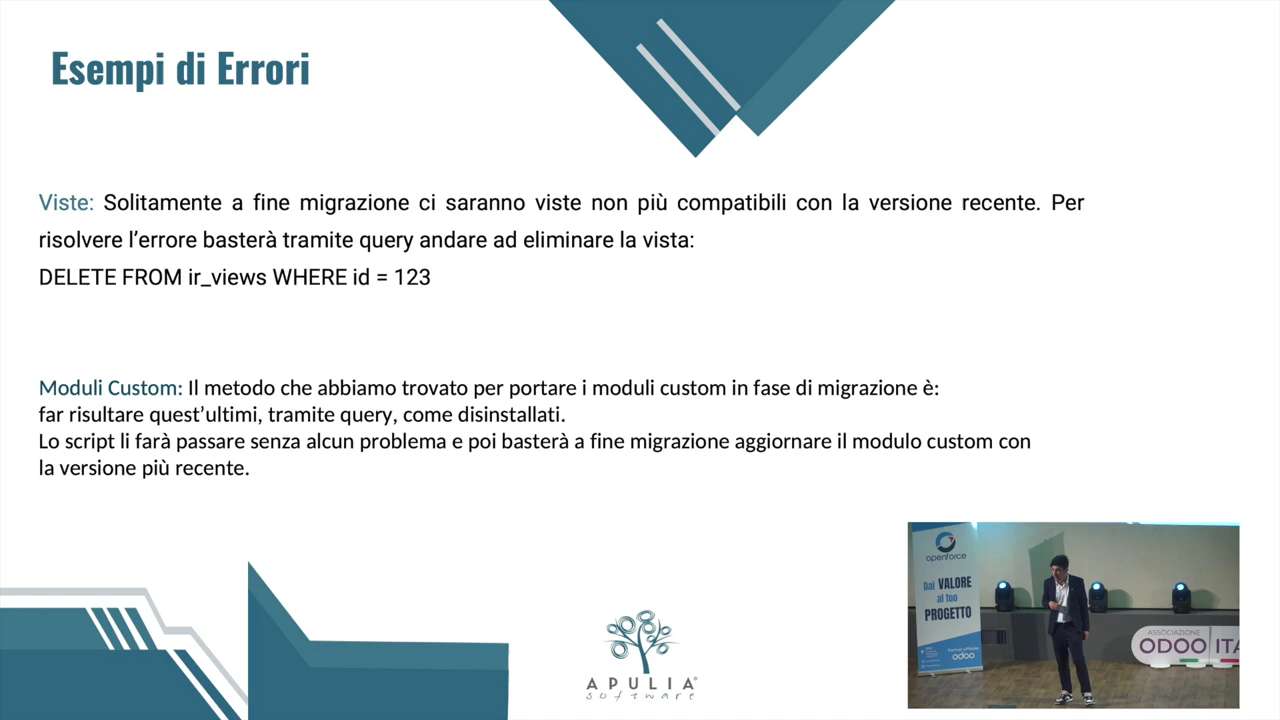 Esempi di Errori
Viste: Solitamente a fine migrazione ci saranno viste non più compatibili con la versione recente. Per
risolvere l’errore basterà tramite query andare ad eliminare la vista:
DELETE FROM ir_views WHERE id = 123
Moduli Custom: Il metodo che abbiamo trovato per portare i moduli custom in fase di migrazione è:
far risultare quest’ultimi, tramite query, come disinstallati.
Lo script li farà passare senza alcun problema e poi basterà a fine migrazione aggiornare il modulo custom con
la versione più recente.
APULIA
software
openforce
Dai VALORE
al tuo
PROGETTO
Partner ufficiale
odoo
ASSOCIAZIONE
ODOO ITA